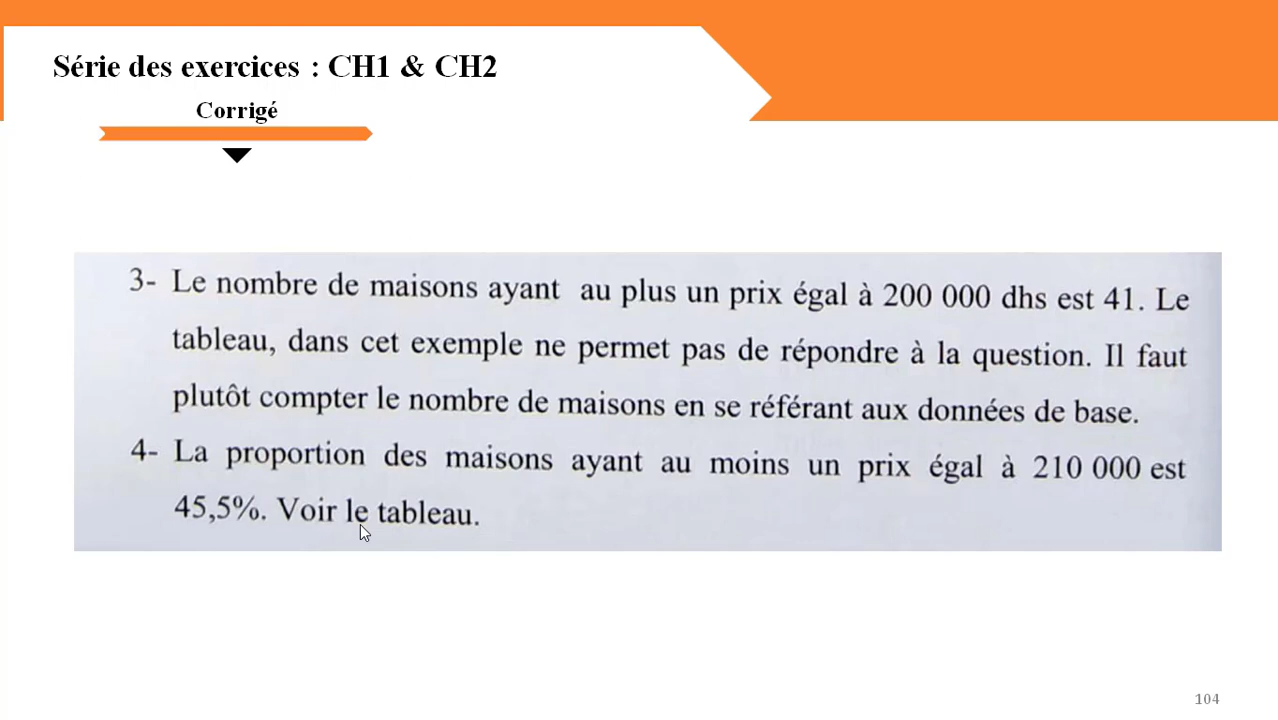 Série des exercices : CH1 & CH2
Corrigé
3- Le nombre de maisons ayant au plus un prix égal à 200 000 dhs est 41. Le
tableau, dans cet exemple ne permet pas de répondre à la question. Il faut
plutôt compter le nombre de maisons en se référant aux données de base.
4- La proportion des maisons ayant au moins un prix égal à 210 000 est
45,5%. Voir le tableau.
104